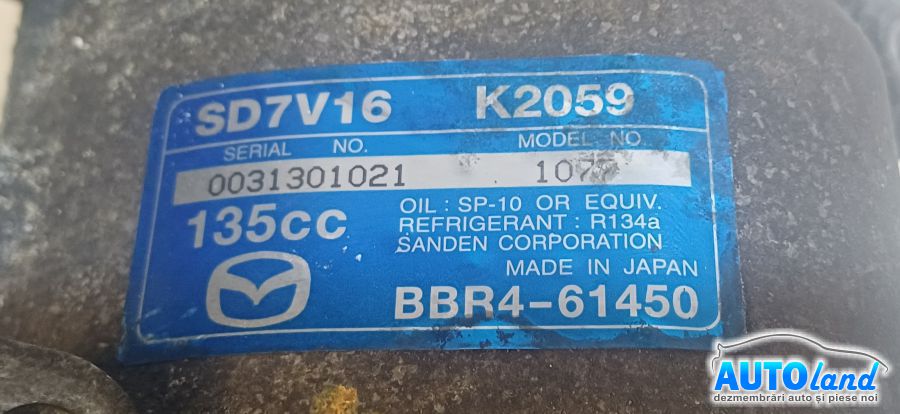 SD7V16 K2059
SERIAL NO. MODEL NO
0031301021
135cc
OIL : SP-10 OR EQUIV.
REFRIGERANT : R134a
SANDEN CORPORATION
MADE IN JAPAN
BBR4-61450
AUTOland
dezmembrări auto și piese noi